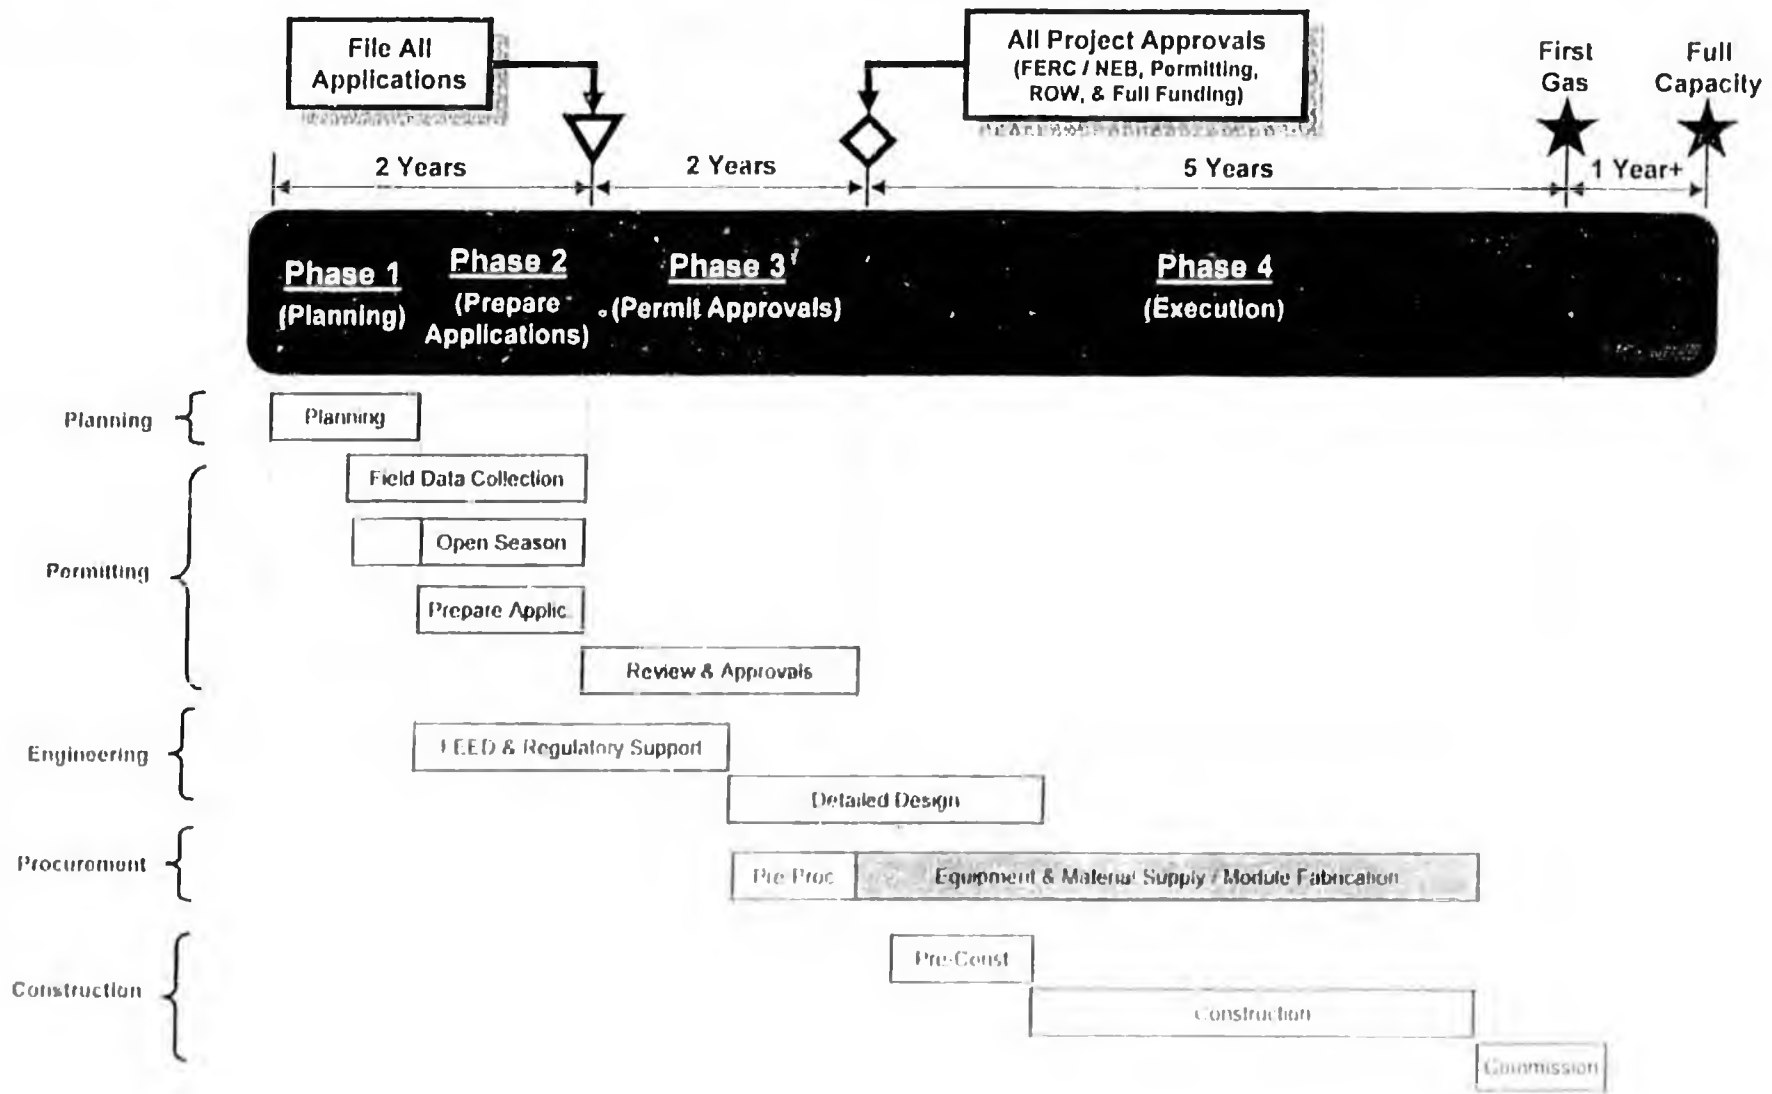 File All
Applications
All Project Approvals
(FERC / NEB, Permitting,
ROW, & Full Funding)
First
Gas
Full
Capacity
2 Years
2 Years
5 Years
1 Year+
Phase 1
(Planning)
Phase 2
(Prepare
Applications)
Phase 3
(Permit Approvals)
Phase 4
(Execution)
Planning
Planning
Permitting
Field Data Collection
Open Season
Prepare Applic.
Review & Approvals
Engineering
FEED & Regulatory Support
Detailed Design
Procurement
Pre-Proc
Equipment & Material Supply / Module Fabrication
Construction
Pre-Const
Construction
Commission